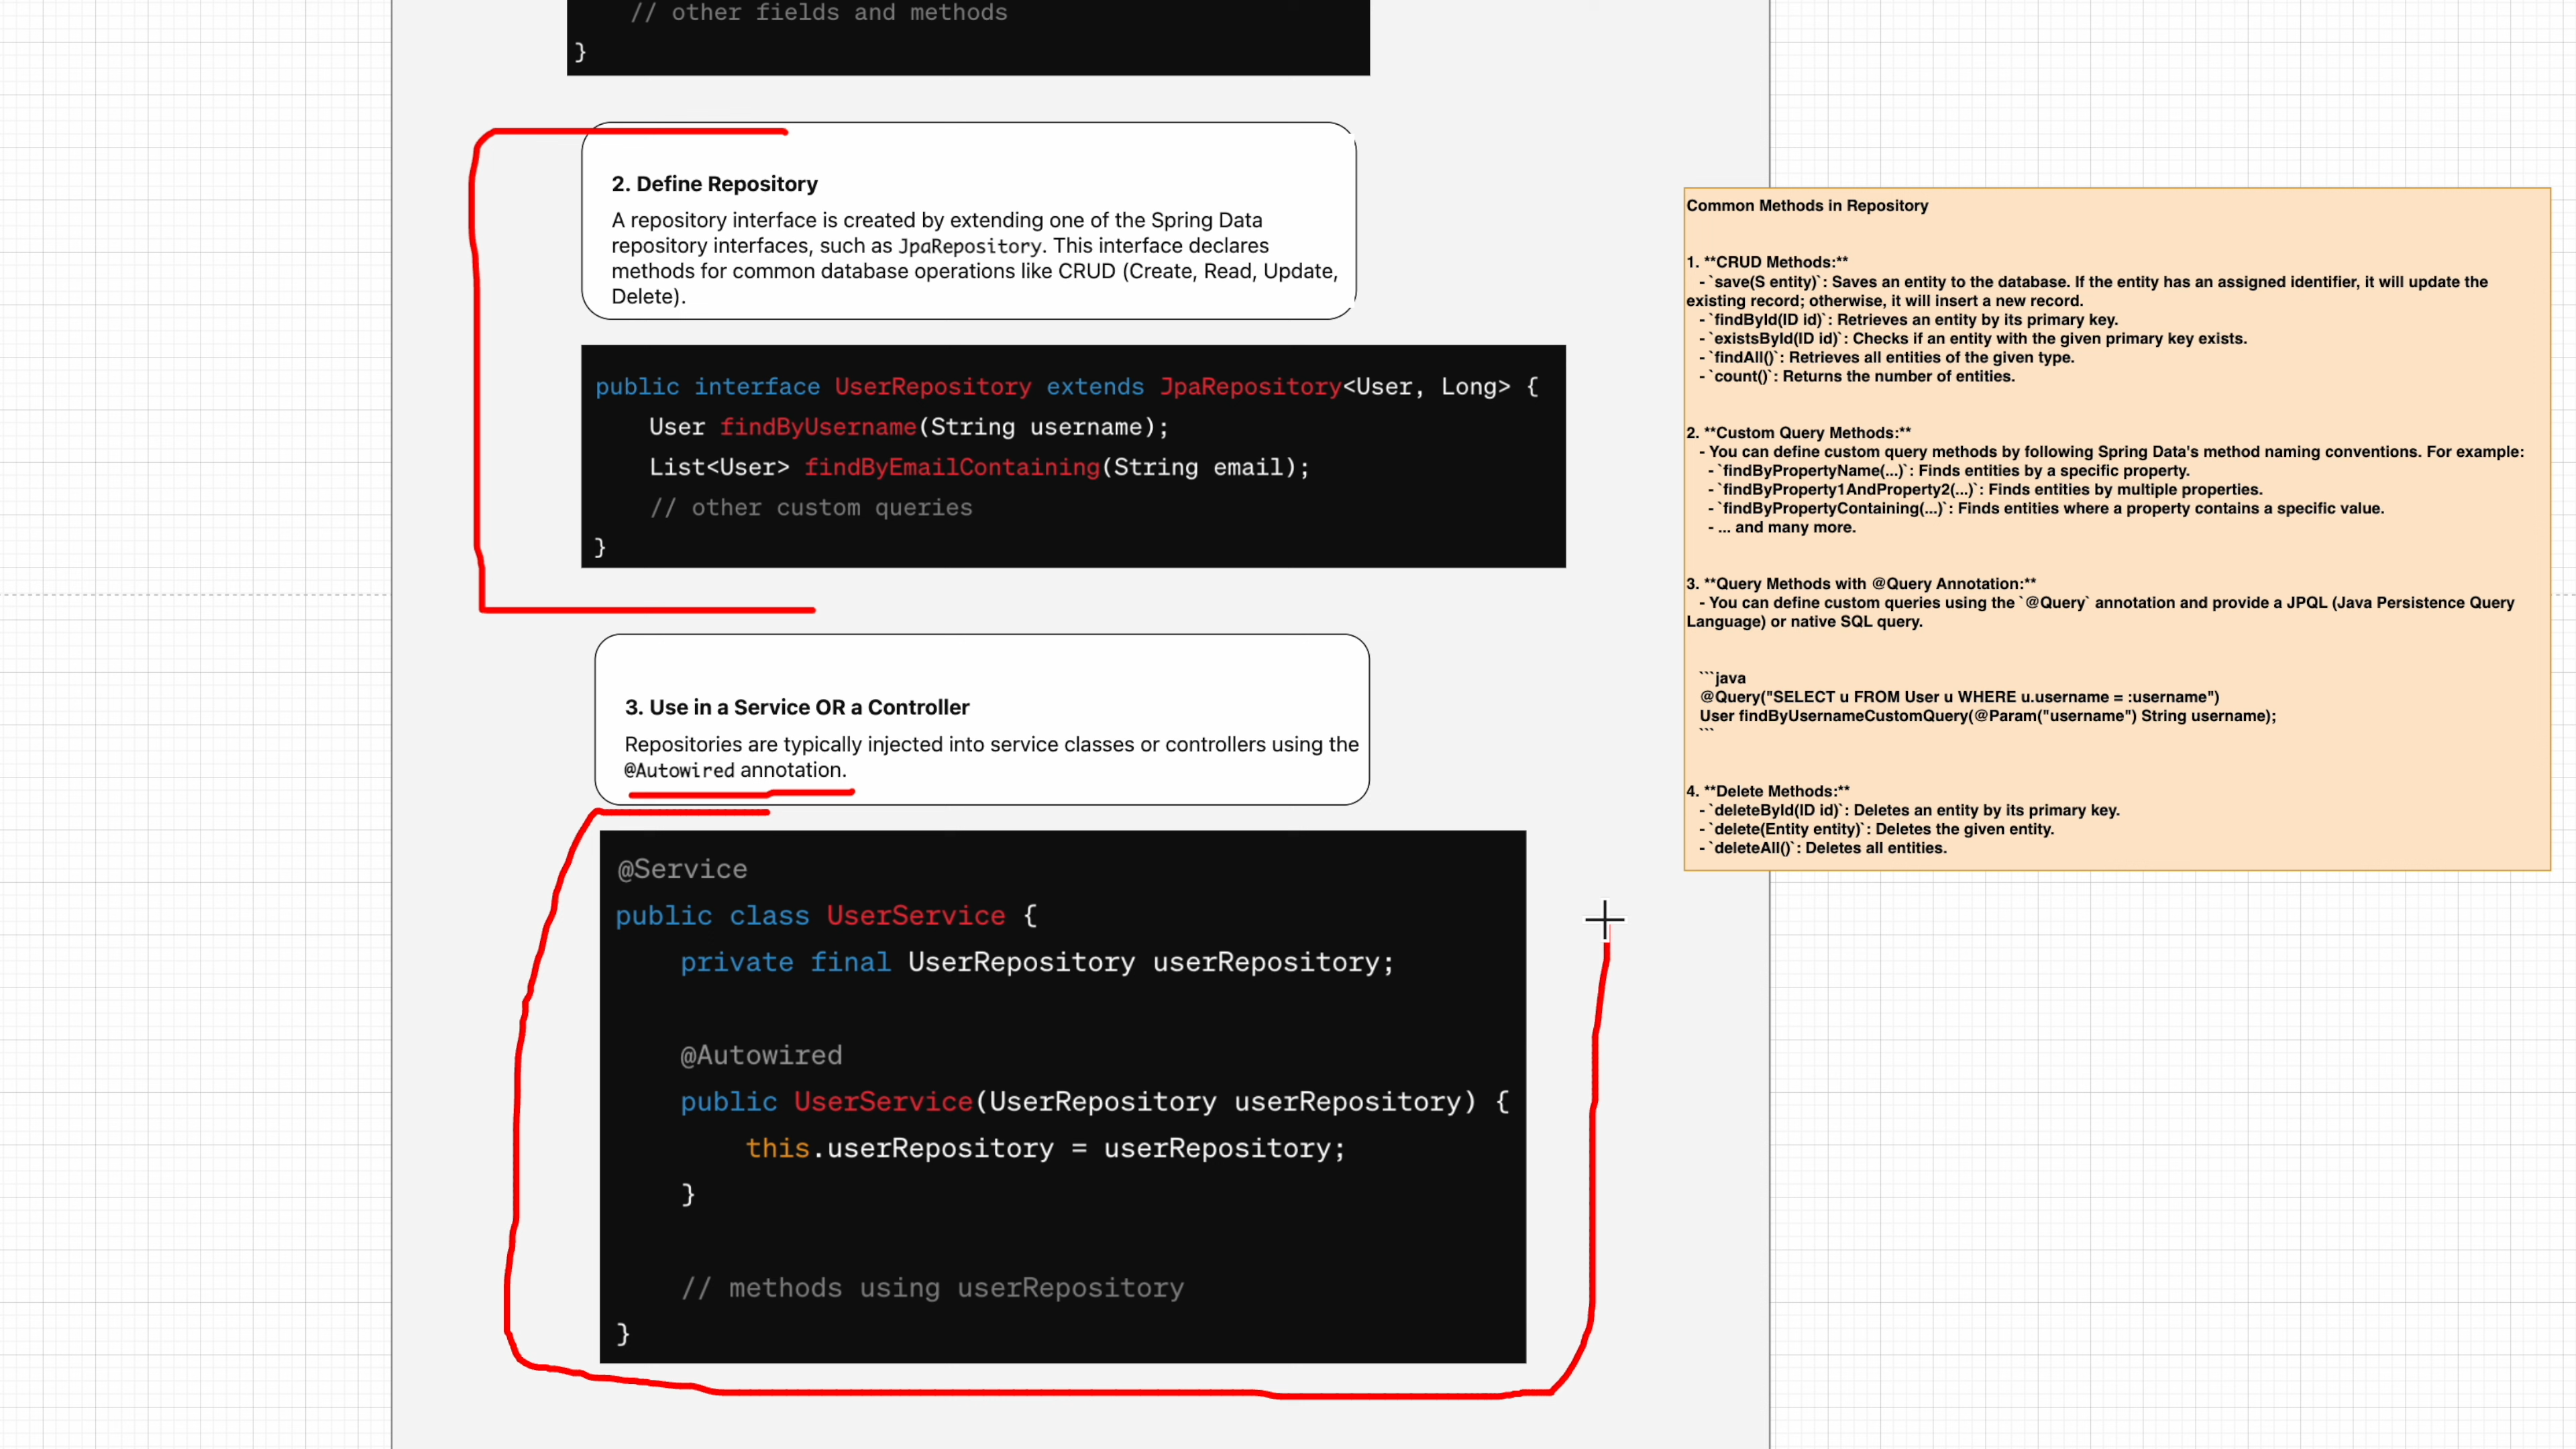 // other fields and methods
}
2. Define Repository
A repository interface is created by extending one of the Spring Data
repository interfaces, such as JpaRepository. This interface declares
methods for common database operations like CRUD (Create, Read, Update,
Delete).
public interface UserRepository extends JpaRepository<User, Long> {
    User findByUsername(String username);
    List<User> findByEmailContaining(String email);
    // other custom queries
}
3. Use in a Service OR a Controller
Repositories are typically injected into service classes or controllers using the
@Autowired annotation.
@Service
public class UserService {
    private final UserRepository userRepository;
    @Autowired
    public UserService(UserRepository userRepository) {
        this.userRepository = userRepository;
    }
    // methods using userRepository
}
Common Methods in Repository
1. **CRUD Methods:**
- `save(S entity)`: Saves an entity to the database. If the entity has an assigned identifier, it will update the
existing record; otherwise, it will insert a new record.
- `findById(ID id)`: Retrieves an entity by its primary key.
- `existsById(ID id)`: Checks if an entity with the given primary key exists.
- `findAll()`: Retrieves all entities of the given type.
- `count()`: Returns the number of entities.
2. **Custom Query Methods:**
- You can define custom query methods by following Spring Data's method naming conventions. For example:
- `findByPropertyName(...)`: Finds entities by a specific property.
- `findByProperty1AndProperty2(...)`: Finds entities by multiple properties.
- `findByPropertyContaining(...)`: Finds entities where a property contains a specific value.
- ... and many more.
3. **Query Methods with @Query Annotation:**
- You can define custom queries using the `@Query` annotation and provide a JPQL (Java Persistence Query
Language) or native SQL query.
```java
@Query("SELECT u FROM User u WHERE u.username = :username")
User findByUsernameCustomQuery(@Param("username") String username);
```
4. **Delete Methods:**
- `deleteById(ID id)`: Deletes an entity by its primary key.
- `delete(Entity entity)`: Deletes the given entity.
- `deleteAll()`: Deletes all entities.